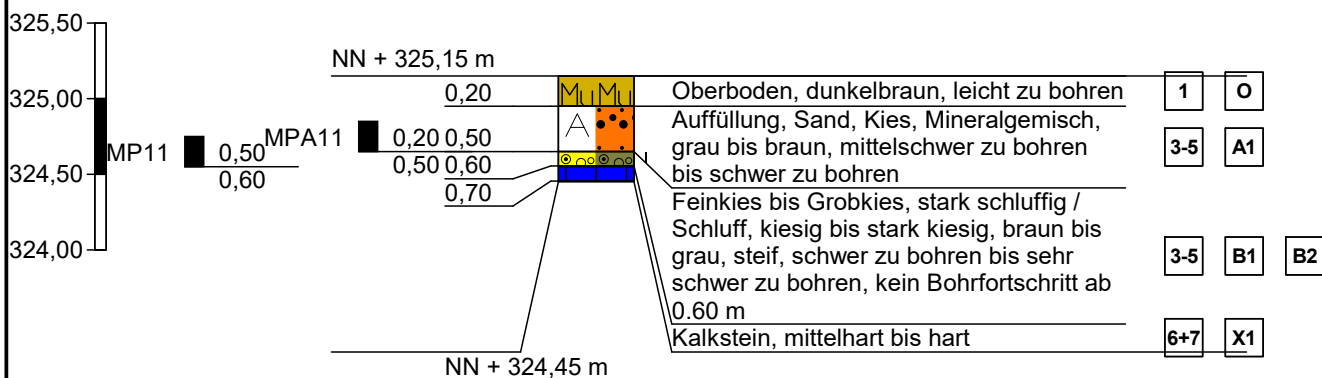 325,50
325,00
324,50
324,00
MP11
0,50
0,60
MPA11
0,20
0,50
NN + 325,15 m
0,20
0,50
0,60
0,70
NN + 324,45 m
Mu Mu
A
Oberboden, dunkelbraun, leicht zu bohren
1 O
Auffüllung, Sand, Kies, Mineralgemisch,
grau bis braun, mittelschwer zu bohren
bis schwer zu bohren
3-5 A1
Feinkies bis Grobkies, stark schluffig /
Schluff, kiesig bis stark kiesig, braun bis
grau, steif, schwer zu bohren bis sehr
schwer zu bohren, kein Bohrfortschritt ab
0.60 m
3-5 B1 B2
Kalkstein, mittelhart bis hart
6+7 X1